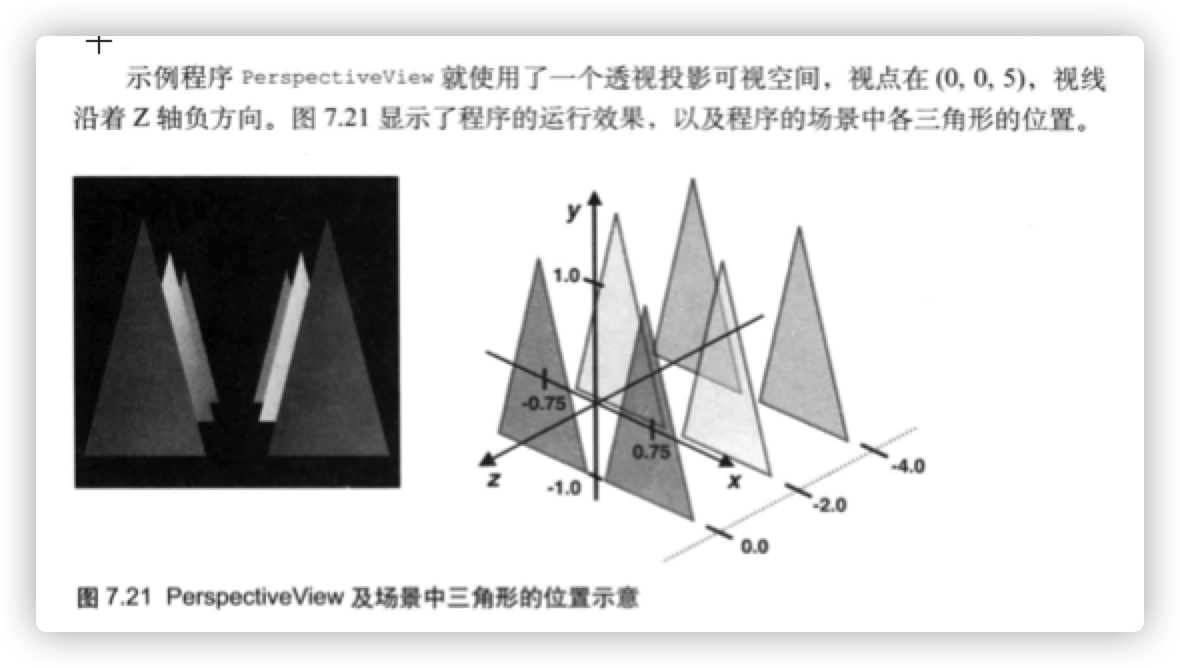 示例程序 PerspectiveView 就使用了一个透视投影可视空间，视点在 (0, 0, 5)，视线
沿着 Z 轴负方向。图 7.21 显示了程序的运行效果，以及程序的场景中各三角形的位置。
y
1.0
-0.75
0.75
z
-1.0
x
-4.0
-2.0
0.0
图 7.21 PerspectiveView 及场景中三角形的位置示意